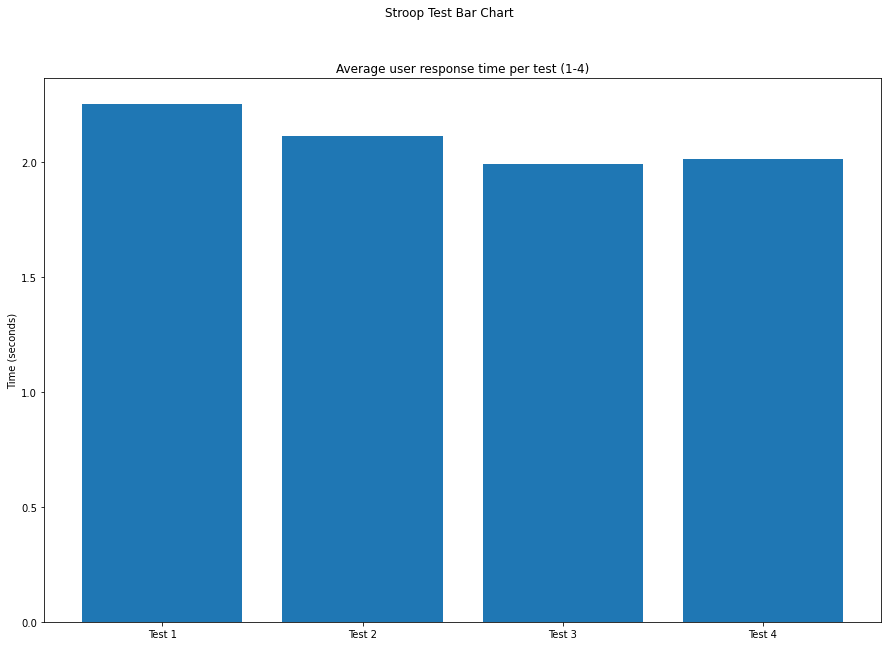 Stroop Test Bar Chart
Average user response time per test (1-4)
Time (seconds)
2.0
1.5
1.0
0.5
0.0
Test 1
Test 2
Test 3
Test 4